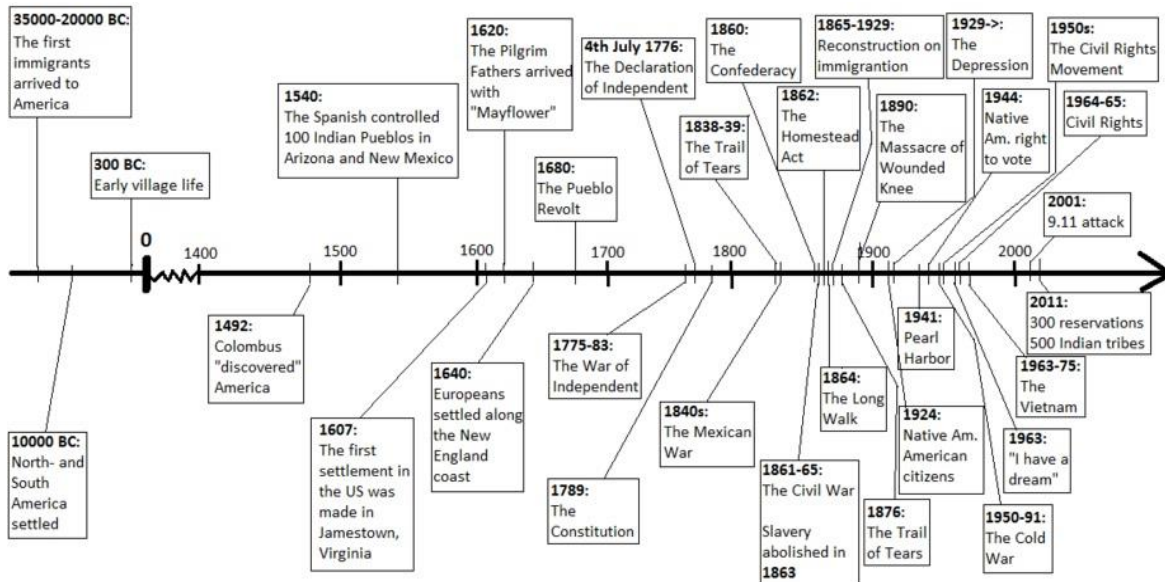 35000-20000 BC:
The first
immigrants
arrived to
America
300 BC:
Early village life
1540:
The Spanish controlled
100 Indian Pueblos in
Arizona and New Mexico
1620:
The Pilgrim
Fathers arrived
with
"Mayflower"
1680:
The Pueblo
Revolt
4th July 1776:
The Declaration
of Independent
1838-39:
The Trail
of Tears
1860:
The
Confederacy
1862:
The
Homestead
Act
1865-1929:
Reconstruction on
immigrantion
1890:
The
Massacre of
Wounded
Knee
1929->:
The
Depression
1944:
Native
Am. right
to vote
1950s:
The Civil Rights
Movement
1964-65:
Civil Rights
2001:
9.11 attack
0
1400
1500
1600
1700
1800
1900
2000
10000 BC:
North- and
South
America
settled
1492:
Colombus
"discovered"
America
1607:
The first
settlement in
the US was
made in
Jamestown,
Virginia
1640:
Europeans
settled along
the New
England
coast
1775-83:
The War of
Independent
1789:
The
Constitution
1840s:
The Mexican
War
1861-65:
The Civil War
Slavery
abolished in
1863
1864:
The Long
Walk
1876:
The Trail
of Tears
1924:
Native Am.
American
citizens
1941:
Pearl
Harbor
1950-91:
The Cold
War
1963:
"I have a
dream"
1963-75:
The
Vietnam
2011:
300 reservations
500 Indian tribes